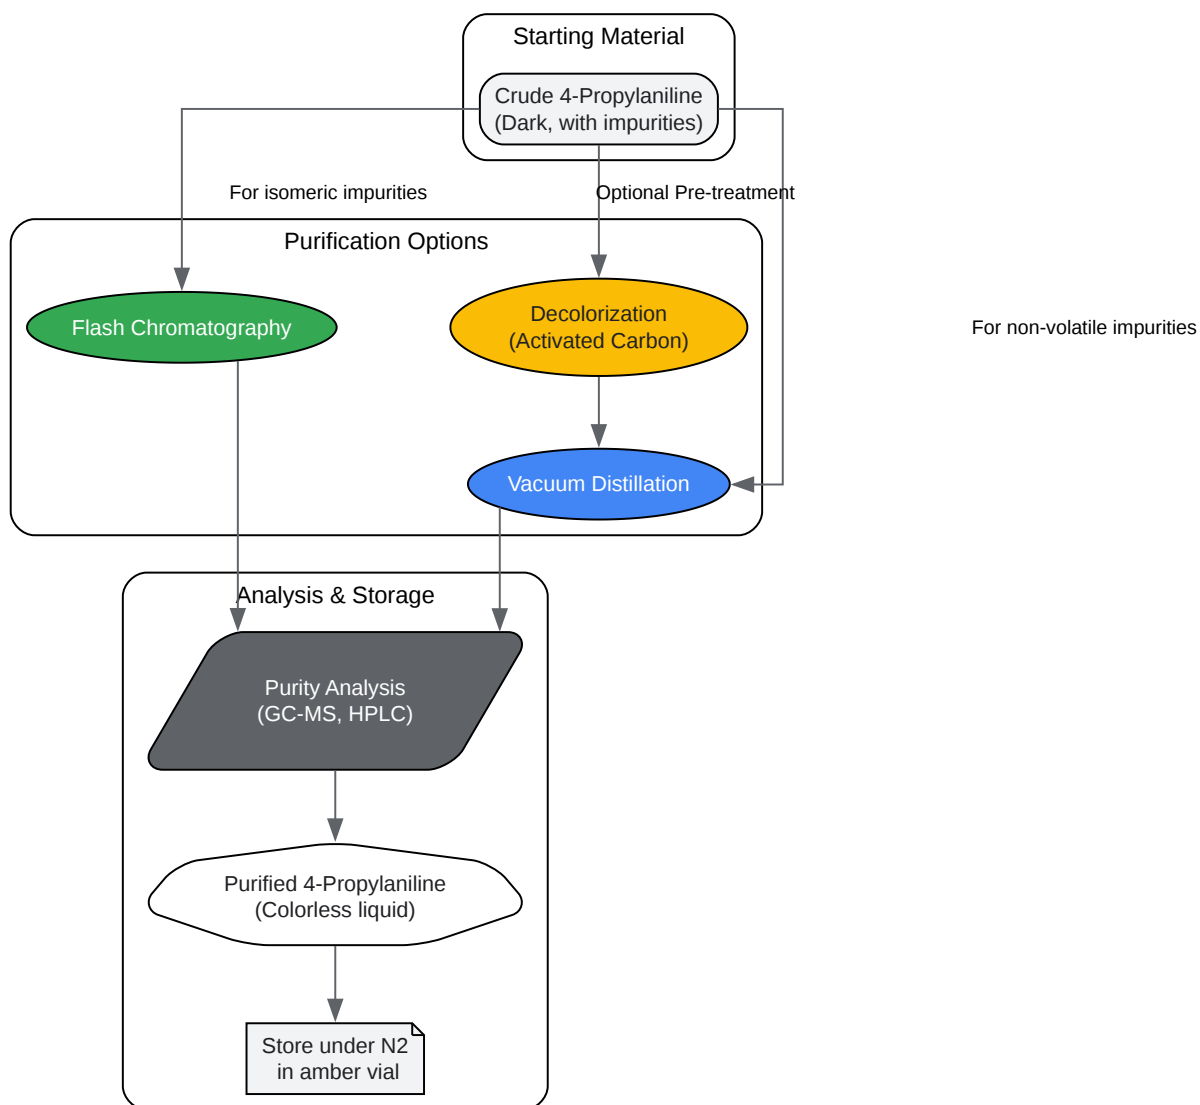 Starting Material
Crude 4-Propylaniline
(Dark, with impurities)
For isomeric impurities
Optional Pre-treatment
Purification Options
Flash Chromatography
Decolorization
(Activated Carbon)
For non-volatile impurities
Vacuum Distillation
Analysis & Storage
Purity Analysis
(GC-MS, HPLC)
Purified 4-Propylaniline
(Colorless liquid)
Store under N2
in amber vial